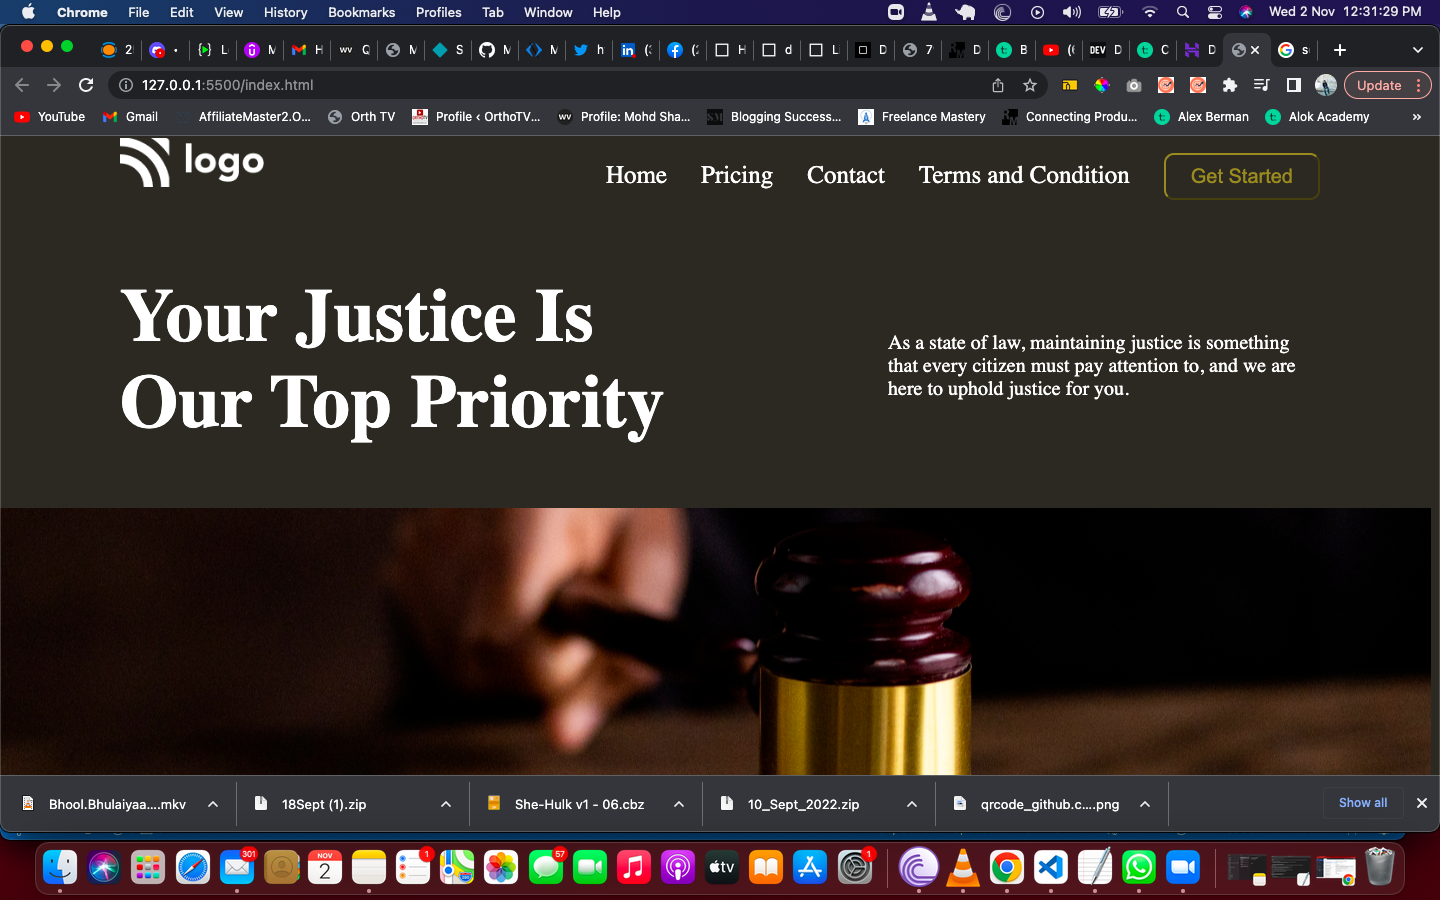 Chrome File Edit View History Bookmarks Profiles Tab Window Help Wed 2 Nov 12:31:29 PM
127.0.0.1:5500/index.html Update
YouTube Gmail AffiliateMaster2.O... Orth TV Profile ‹ OrthoTV... Profile: Mohd Sha... Blogging Success... Freelance Mastery Connecting Produ... Alex Berman Alok Academy »
logo
Home Pricing Contact Terms and Condition Get Started
Your Justice Is
Our Top Priority
As a state of law, maintaining justice is something
that every citizen must pay attention to, and we are
here to uphold justice for you.
Bhool.Bhulaiyaa....mkv 18Sept (1).zip She-Hulk v1 - 06.cbz 10_Sept_2022.zip qrcode_github.c....png Show all
301 NOV 2 1 57 tv 1